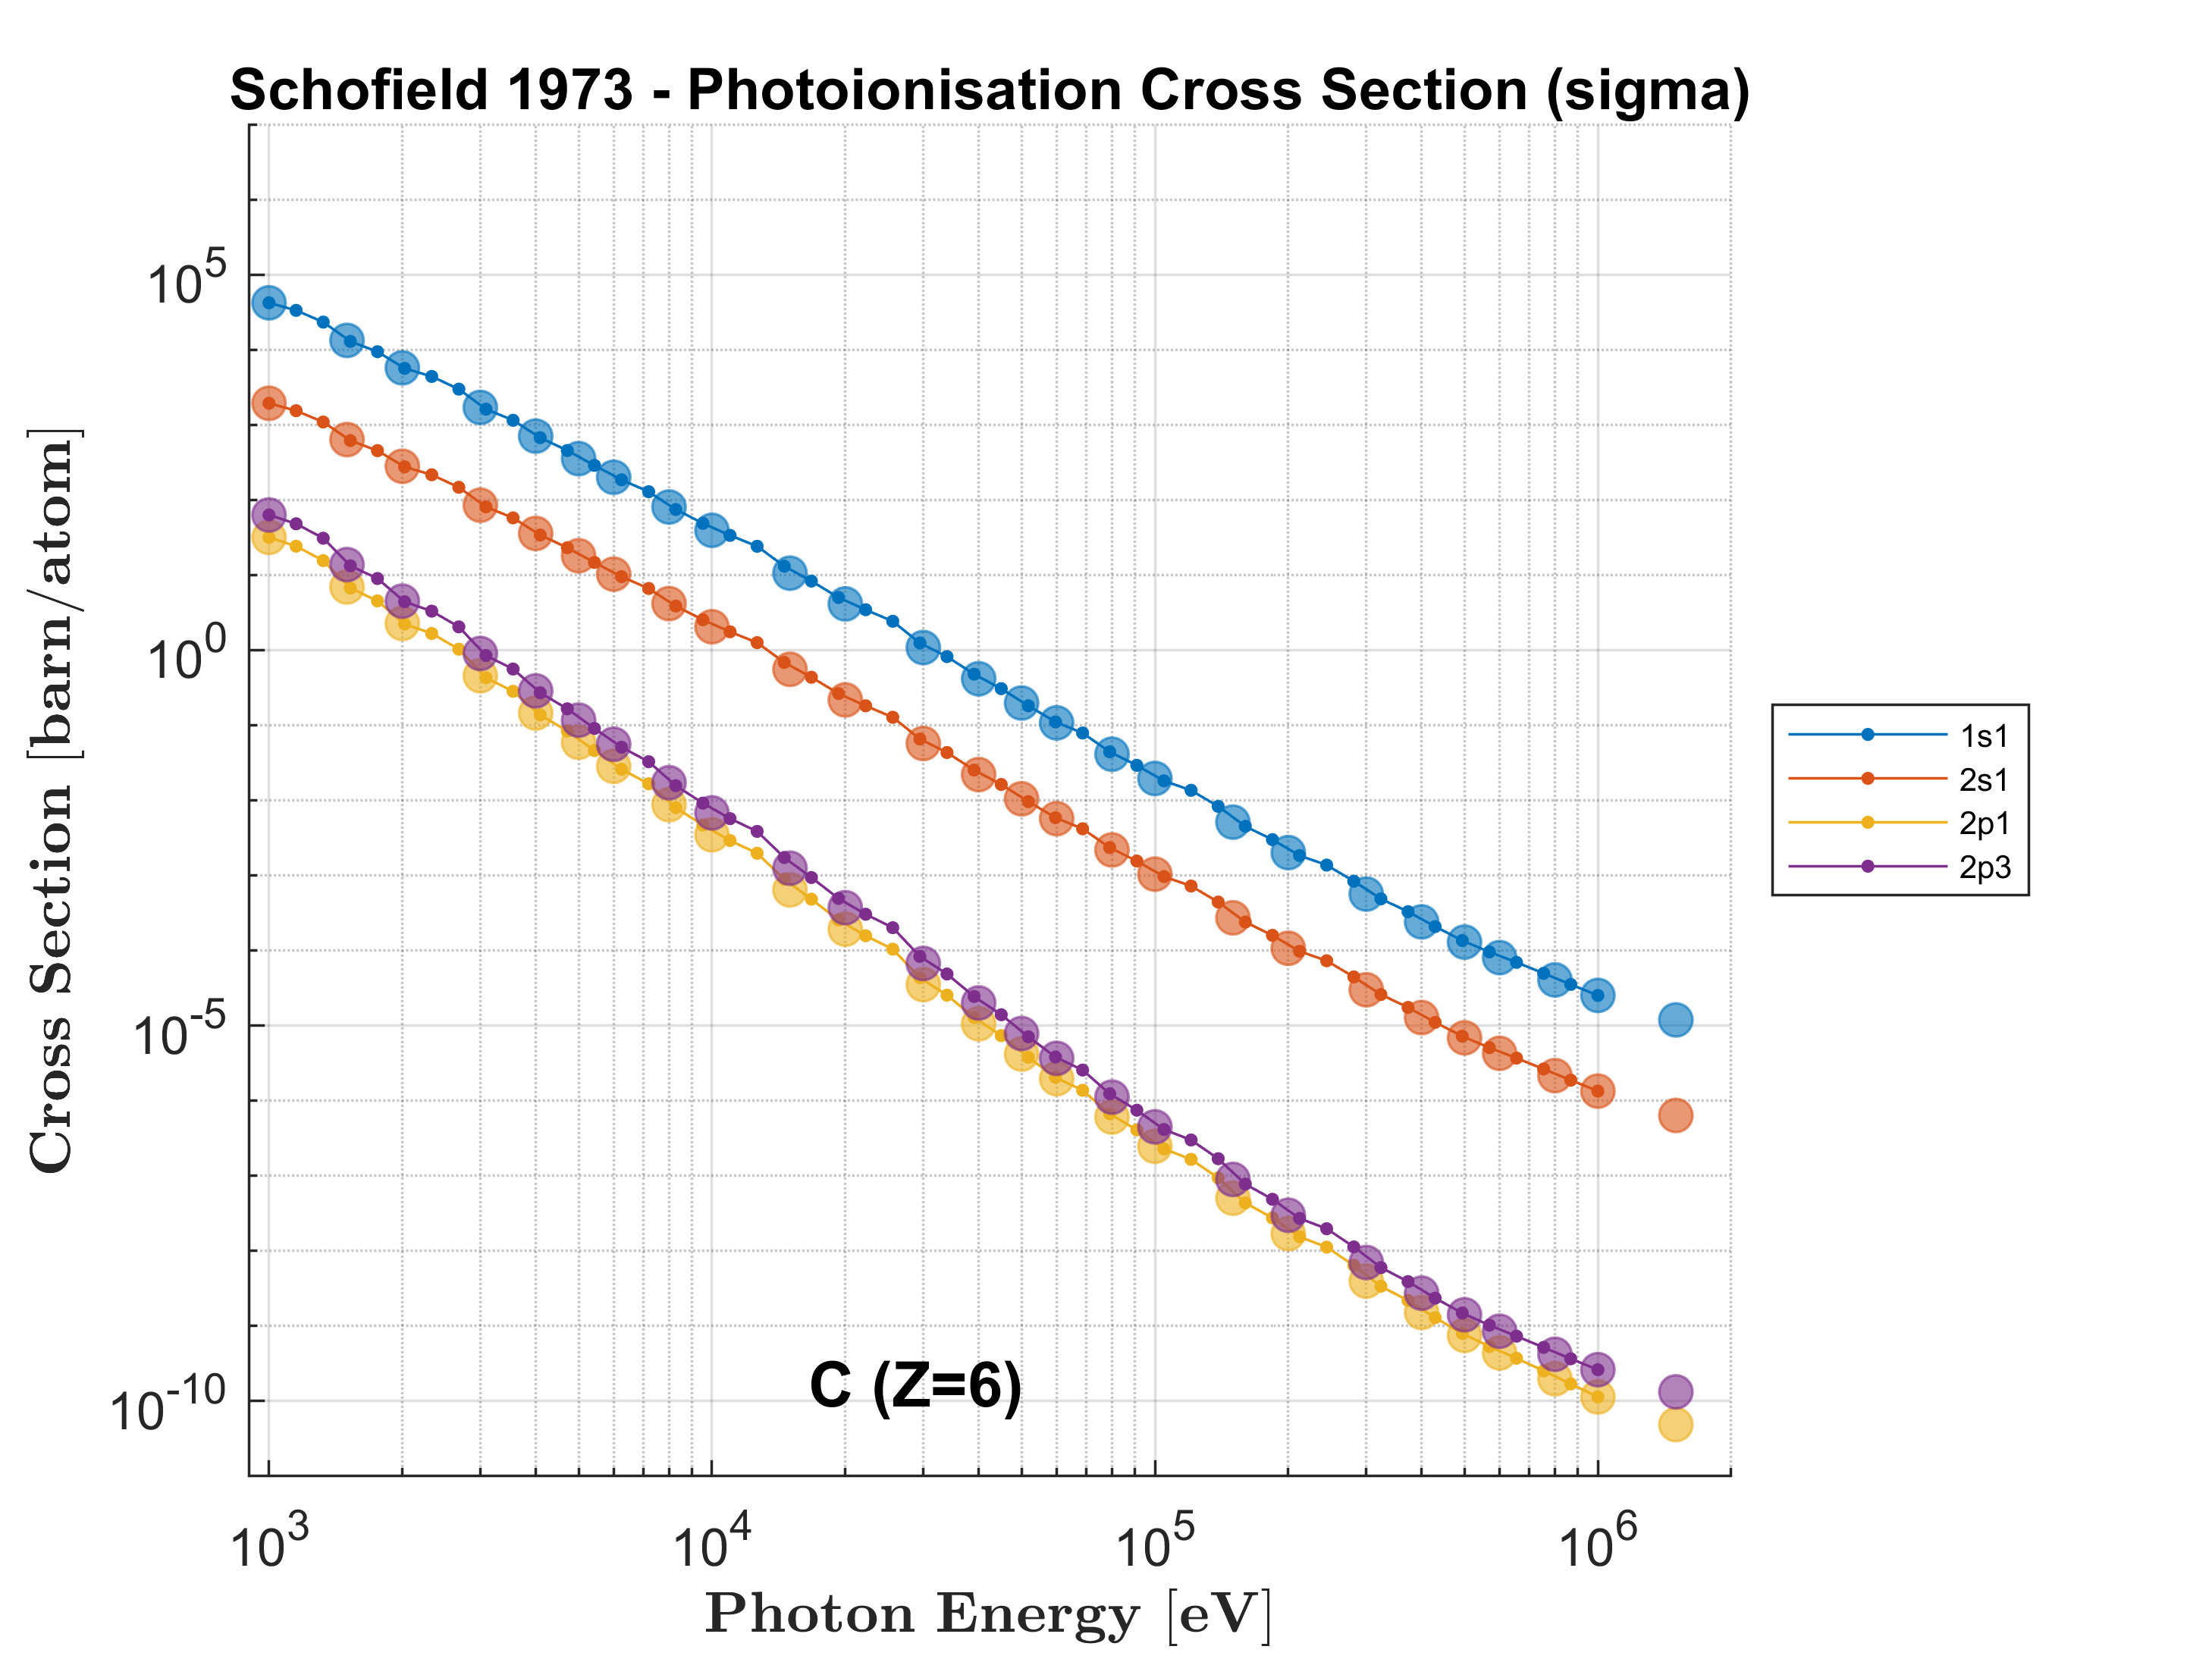 Schofield 1973 - Photoionisation Cross Section (sigma)
10^5
10^0
10^-5
10^-10
Cross Section [barn/atom]
1s1
2s1
2p1
2p3
C (Z=6)
10^3 10^4 10^5 10^6
Photon Energy [eV]